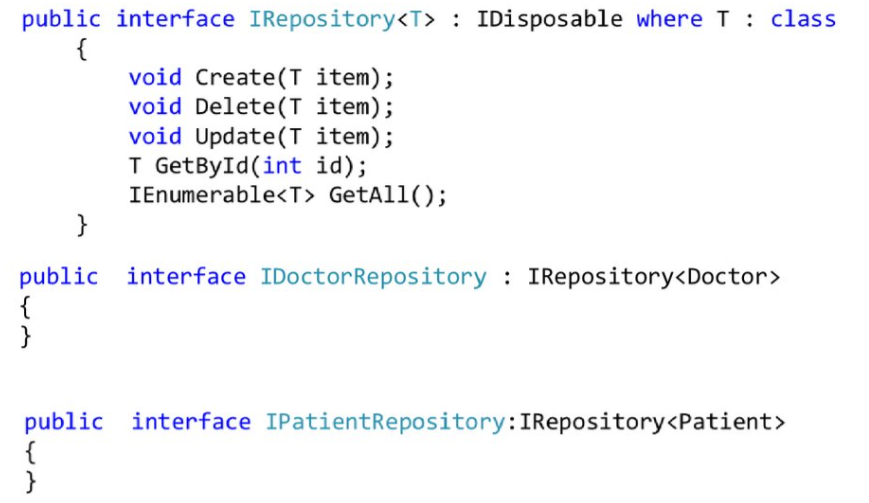 public interface IRepository<T> : IDisposable where T : class
{
void Create(T item);
void Delete(T item);
void Update(T item);
T GetById(int id);
IEnumerable<T> GetAll();
}
public interface IDoctorRepository : IRepository<Doctor>
{
}
public interface IPatientRepository:IRepository<Patient>
{
}